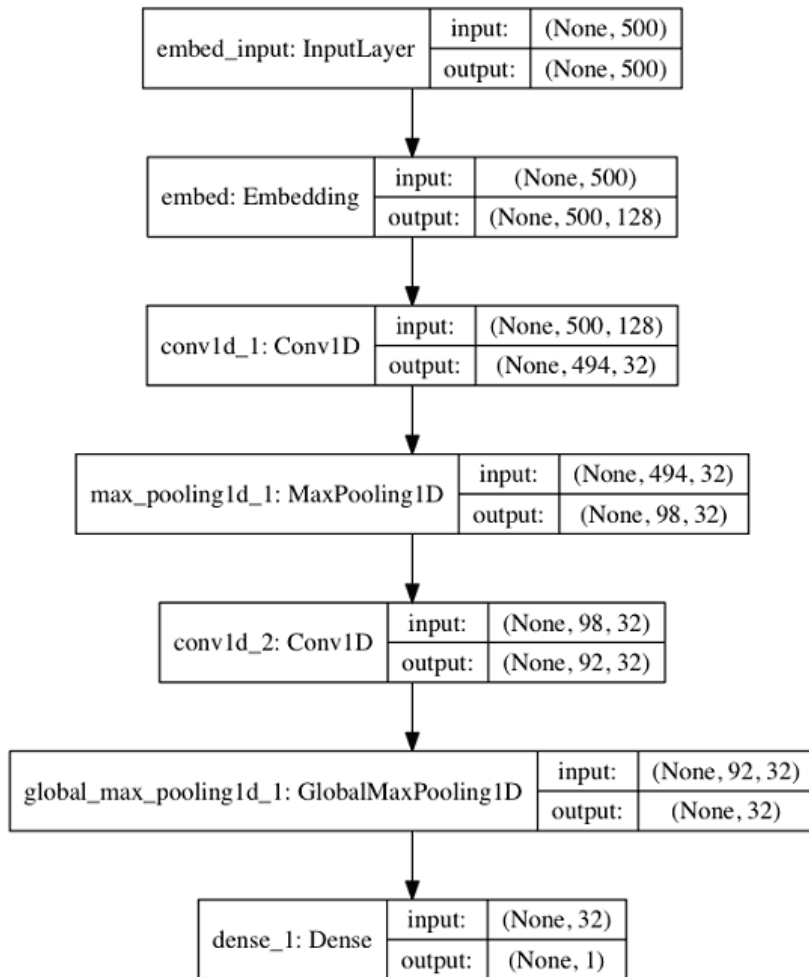 embed_input: InputLayer
input: (None, 500)
output: (None, 500)
embed: Embedding
input: (None, 500)
output: (None, 500, 128)
conv1d_1: Conv1D
input: (None, 500, 128)
output: (None, 494, 32)
max_pooling1d_1: MaxPooling1D
input: (None, 494, 32)
output: (None, 98, 32)
conv1d_2: Conv1D
input: (None, 98, 32)
output: (None, 92, 32)
global_max_pooling1d_1: GlobalMaxPooling1D
input: (None, 92, 32)
output: (None, 32)
dense_1: Dense
input: (None, 32)
output: (None, 1)